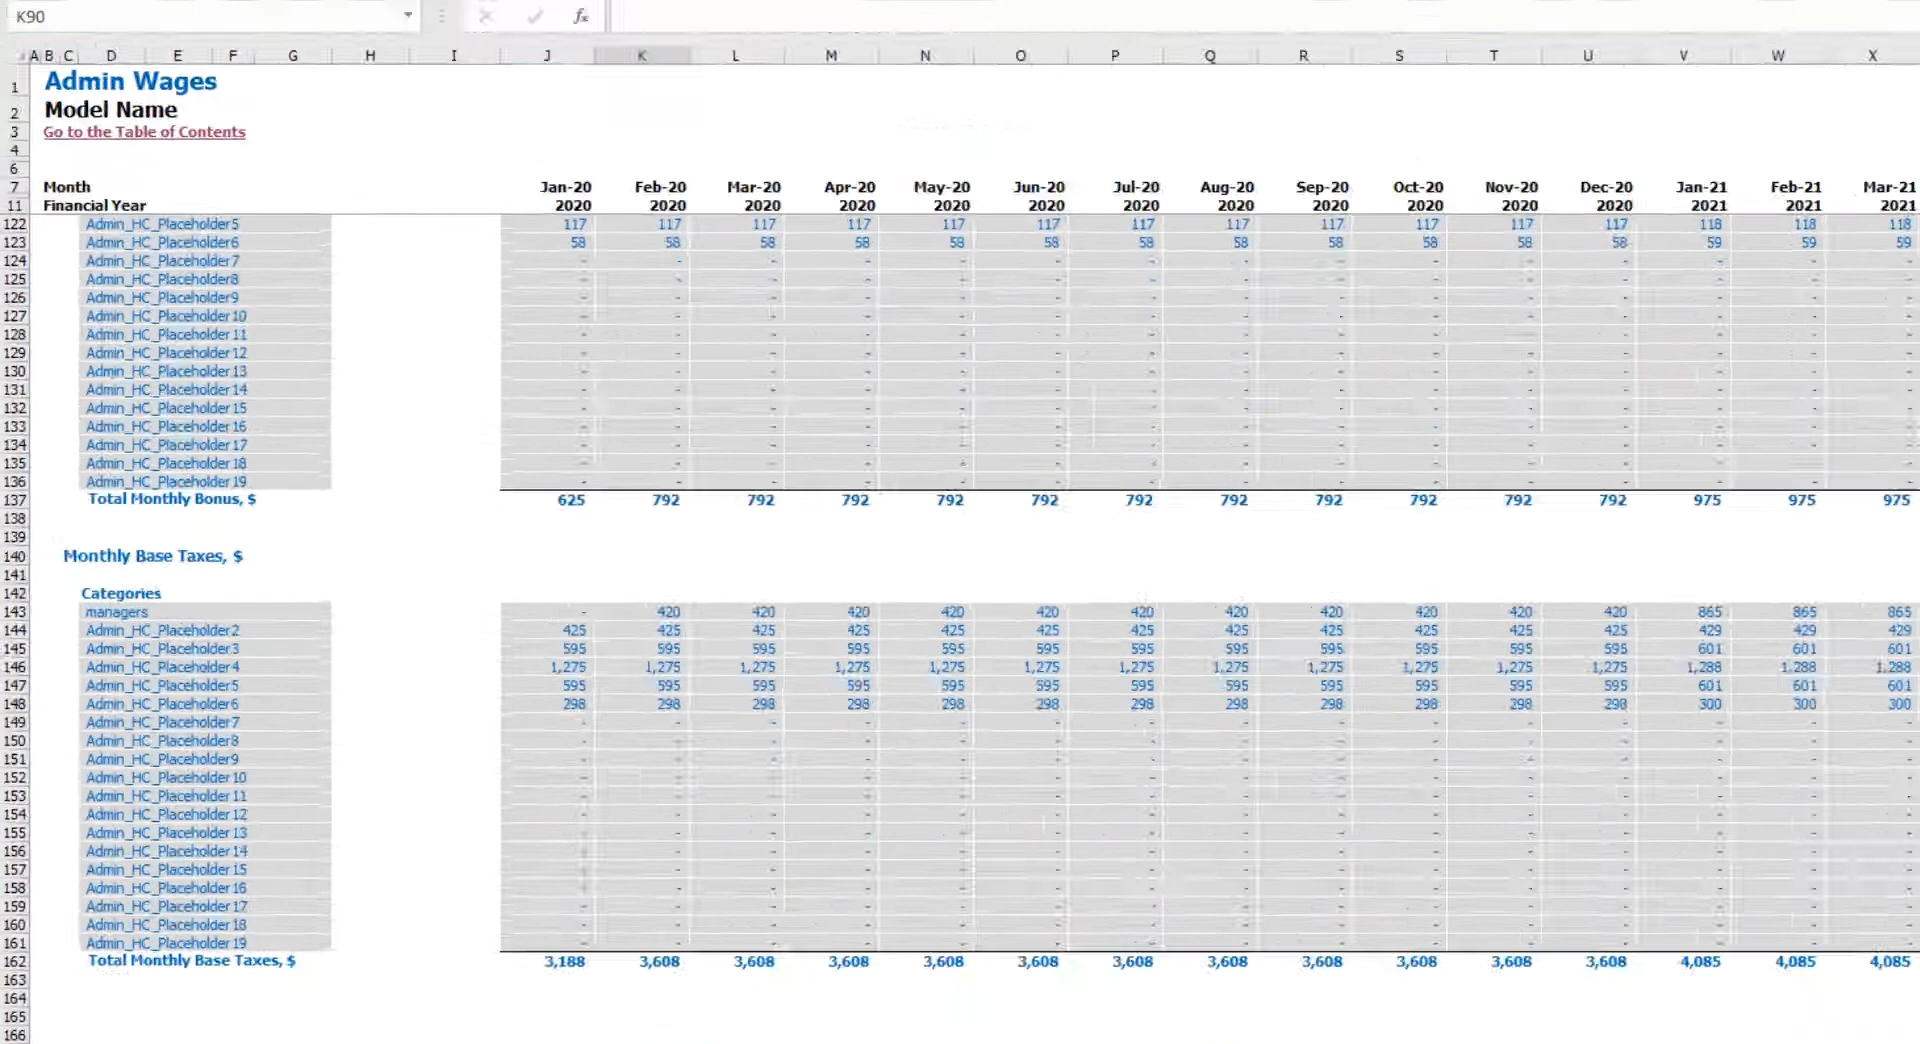 K90
fx
A B C D E F G H I J K L M N O P Q R S T U V W X
1 Admin Wages
2 Model Name
3 Go to the Table of Contents
4
6
7 Month Jan-20 Feb-20 Mar-20 Apr-20 May-20 Jun-20 Jul-20 Aug-20 Sep-20 Oct-20 Nov-20 Dec-20 Jan-21 Feb-21 Mar-21
11 Financial Year 2020 2020 2020 2020 2020 2020 2020 2020 2020 2020 2020 2020 2021 2021 2021
122 Admin_HC_Placeholder5 117 117 117 117 117 117 117 117 117 117 117 117 118 118 118
123 Admin_HC_Placeholder6 58 58 58 58 58 58 58 58 58 58 58 58 59 59 59
124 Admin_HC_Placeholder7 - - - - - - - - - - - - - - -
125 Admin_HC_Placeholder8 - - - - - - - - - - - - - - -
126 Admin_HC_Placeholder9 - - - - - - - - - - - - - - -
127 Admin_HC_Placeholder10 - - - - - - - - - - - - - - -
128 Admin_HC_Placeholder11 - - - - - - - - - - - - - - -
129 Admin_HC_Placeholder12 - - - - - - - - - - - - - - -
130 Admin_HC_Placeholder13 - - - - - - - - - - - - - - -
131 Admin_HC_Placeholder14 - - - - - - - - - - - - - - -
132 Admin_HC_Placeholder15 - - - - - - - - - - - - - - -
133 Admin_HC_Placeholder16 - - - - - - - - - - - - - - -
134 Admin_HC_Placeholder17 - - - - - - - - - - - - - - -
135 Admin_HC_Placeholder18 - - - - - - - - - - - - - - -
136 Admin_HC_Placeholder19 - - - - - - - - - - - - - - -
137 Total Monthly Bonus, $ 625 792 792 792 792 792 792 792 792 792 792 792 975 975 975
138
139
140 Monthly Base Taxes, $
141
142 Categories
143 managers - 420 420 420 420 420 420 420 420 420 420 420 865 865 865
144 Admin_HC_Placeholder2 425 425 425 425 425 425 425 425 425 425 425 425 429 429 429
145 Admin_HC_Placeholder3 595 595 595 595 595 595 595 595 595 595 595 595 601 601 601
146 Admin_HC_Placeholder4 1,275 1,275 1,275 1,275 1,275 1,275 1,275 1,275 1,275 1,275 1,275 1,275 1,288 1,288 1,288
147 Admin_HC_Placeholder5 595 595 595 595 595 595 595 595 595 595 595 595 601 601 601
148 Admin_HC_Placeholder6 298 298 298 298 298 298 298 298 298 298 298 298 300 300 300
149 Admin_HC_Placeholder7 - - - - - - - - - - - - - - -
150 Admin_HC_Placeholder8 - - - - - - - - - - - - - - -
151 Admin_HC_Placeholder9 - - - - - - - - - - - - - - -
152 Admin_HC_Placeholder10 - - - - - - - - - - - - - - -
153 Admin_HC_Placeholder11 - - - - - - - - - - - - - - -
154 Admin_HC_Placeholder12 - - - - - - - - - - - - - - -
155 Admin_HC_Placeholder13 - - - - - - - - - - - - - - -
156 Admin_HC_Placeholder14 - - - - - - - - - - - - - - -
157 Admin_HC_Placeholder15 - - - - - - - - - - - - - - -
158 Admin_HC_Placeholder16 - - - - - - - - - - - - - - -
159 Admin_HC_Placeholder17 - - - - - - - - - - - - - - -
160 Admin_HC_Placeholder18 - - - - - - - - - - - - - - -
161 Admin_HC_Placeholder19 - - - - - - - - - - - - - - -
162 Total Monthly Base Taxes, $ 3,188 3,608 3,608 3,608 3,608 3,608 3,608 3,608 3,608 3,608 3,608 3,608 4,085 4,085 4,085
163
164
165
166